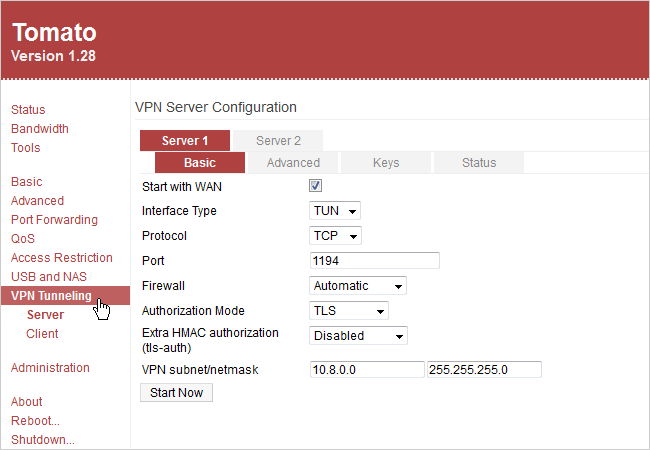 Tomato
Version 1.28
Status
Bandwidth
Tools
Basic
Advanced
Port Forwarding
QoS
Access Restriction
USB and NAS
VPN Tunneling
Server
Client
Administration
About
Reboot...
Shutdown...
VPN Server Configuration
Server 1 Server 2
Basic Advanced Keys Status
Start with WAN
Interface Type TUN
Protocol TCP
Port 1194
Firewall Automatic
Authorization Mode TLS
Extra HMAC authorization
(tls-auth) Disabled
VPN subnet/netmask 10.8.0.0 255.255.255.0
Start Now